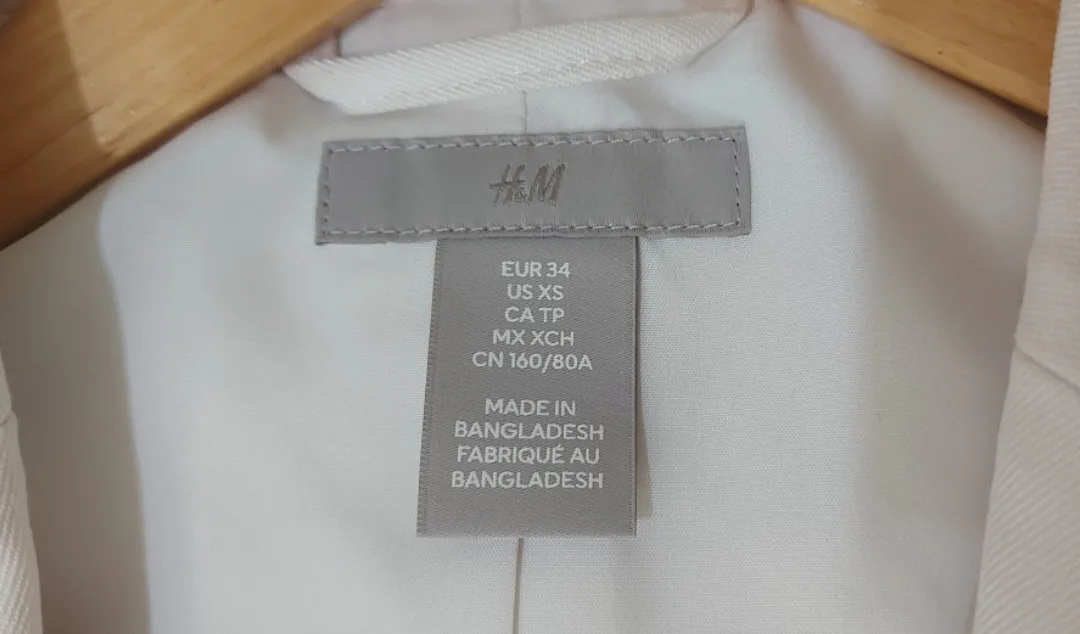 H&M
EUR 34
US XS
CA TP
MX XCH
CN 160/80A
MADE IN
BANGLADESH
FABRIQUÉ AU
BANGLADESH